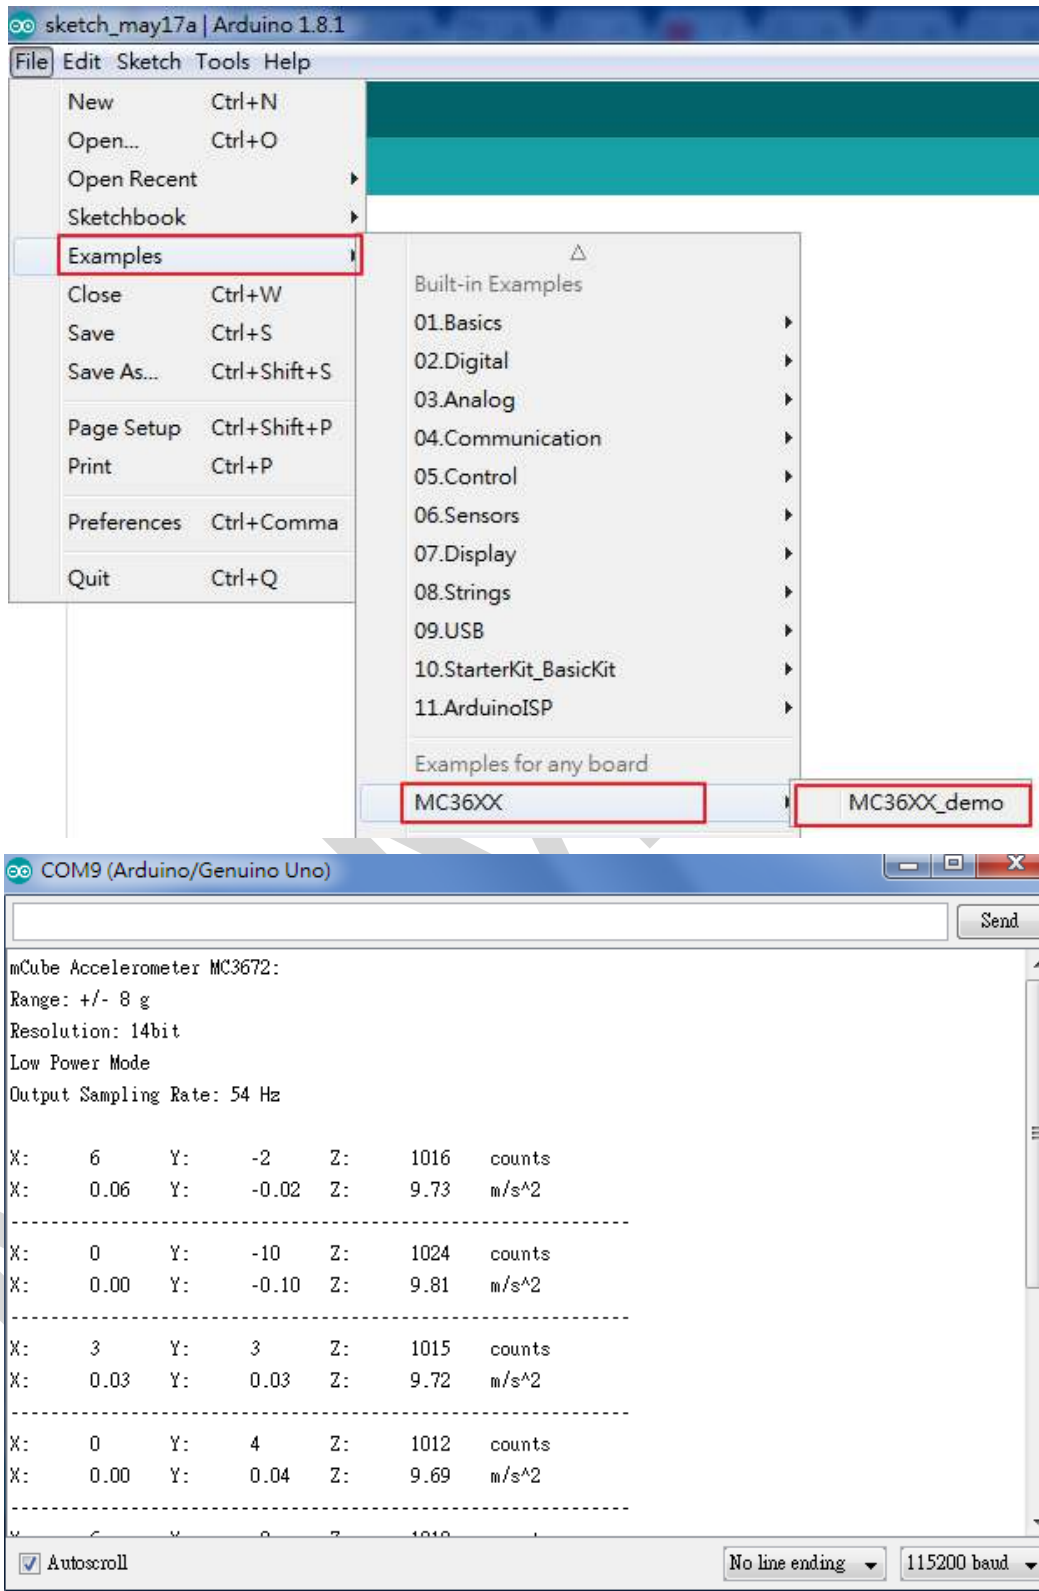 sketch_may17a | Arduino 1.8.1
File Edit Sketch Tools Help
New Ctrl+N
Open... Ctrl+O
Open Recent
Sketchbook
Examples
Close Ctrl+W
Save Ctrl+S
Save As... Ctrl+Shift+S
Page Setup Ctrl+Shift+P
Print Ctrl+P
Preferences Ctrl+Comma
Quit Ctrl+Q
Built-in Examples
01.Basics
02.Digital
03.Analog
04.Communication
05.Control
06.Sensors
07.Display
08.Strings
09.USB
10.StarterKit_BasicKit
11.ArduinoISP
Examples for any board
MC36XX
MC36XX_demo
COM9 (Arduino/Genuino Uno)
Send
mCube Accelerometer MC3672:
Range: +/- 8 g
Resolution: 14bit
Low Power Mode
Output Sampling Rate: 54 Hz
X: 6 Y: -2 Z: 1016 counts
X: 0.06 Y: -0.02 Z: 9.73 m/s^2
---------------------------------------------------------------
X: 0 Y: -10 Z: 1024 counts
X: 0.00 Y: -0.10 Z: 9.81 m/s^2
---------------------------------------------------------------
X: 3 Y: 3 Z: 1015 counts
X: 0.03 Y: 0.03 Z: 9.72 m/s^2
---------------------------------------------------------------
X: 0 Y: 4 Z: 1012 counts
X: 0.00 Y: 0.04 Z: 9.69 m/s^2
---------------------------------------------------------------
Autoscroll
No line ending
115200 baud